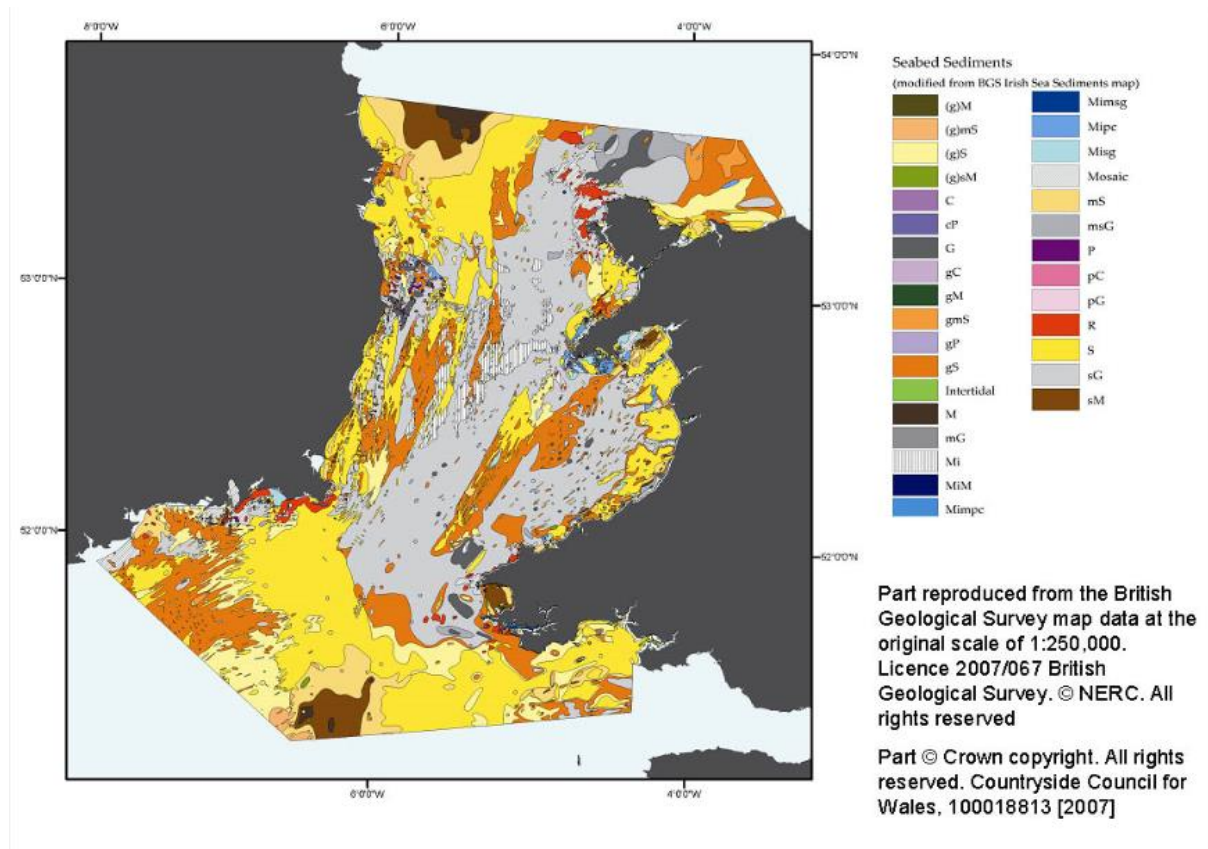 8°0'0"W
6°0'0"W
4°0'0"W
54°0'0"N
53°0'0"N
53°0'0"N
52°0'0"N
52°0'0"N
6°0'0"W
4°0'0"W
Seabed Sediments
(modified from BGS Irish Sea Sediments map)
(g)M
(g)mS
(g)S
(g)sM
C
cP
G
gC
gM
gmS
gP
gS
Intertidal
M
mG
Mi
MiM
Mimpc
Mimsg
Mipc
Misg
Mosaic
mS
msG
P
pC
pG
R
S
sG
sM
Part reproduced from the British
Geological Survey map data at the
original scale of 1:250,000.
Licence 2007/067 British
Geological Survey. © NERC. All
rights reserved
Part © Crown copyright. All rights
reserved. Countryside Council for
Wales, 100018813 [2007]